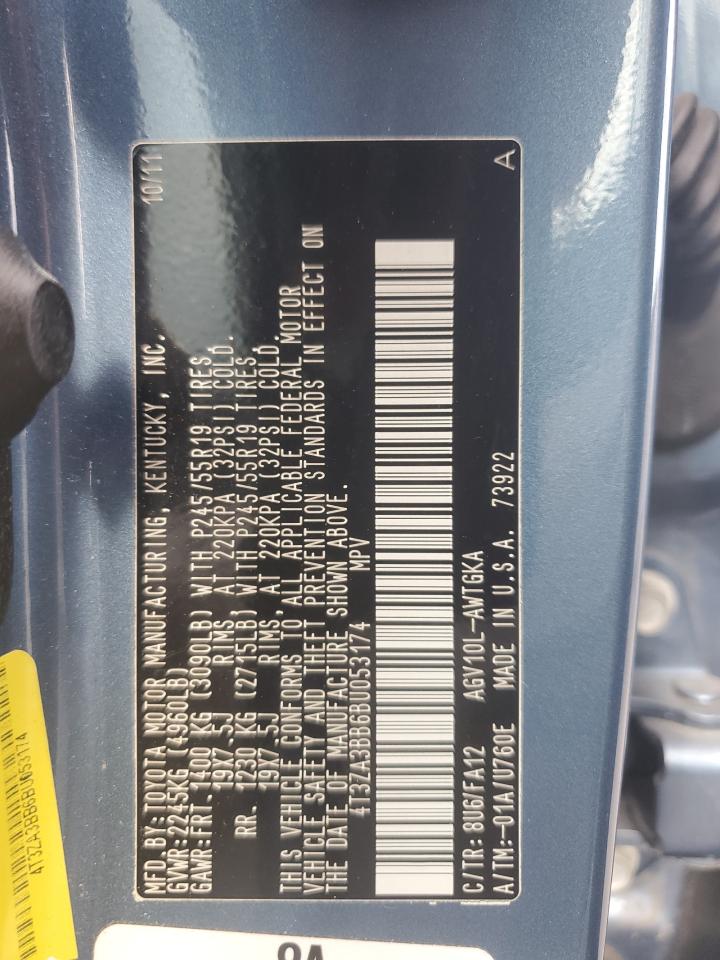 MFD. BY:TOYOTA MOTOR MANUFACTURING, KENTUCKY, INC. 10/11
GVWR:2245KG (4960LB)
GAWR:FRT. 1400 KG (3090LB) WITH P245/55R19 TIRES,
19X7.5J RIMS, AT 220KPA (32PSI) COLD.
RR. 1230 KG (2715LB) WITH P245/55R19 TIRES,
19X7.5J RIMS, AT 220KPA (32PSI) COLD.
THIS VEHICLE CONFORMS TO ALL APPLICABLE FEDERAL MOTOR
VEHICLE SAFETY AND THEFT PREVENTION STANDARDS IN EFFECT ON
THE DATE OF MANUFACTURE SHOWN ABOVE.
4T3ZA3BB6BU053174 MPV
C/TR: 8U6/FA12 AGV10L-AWTGKA
A/TM:-01A/U760E MADE IN U.S.A. 73922 A
4T3ZA3BB6BU053174